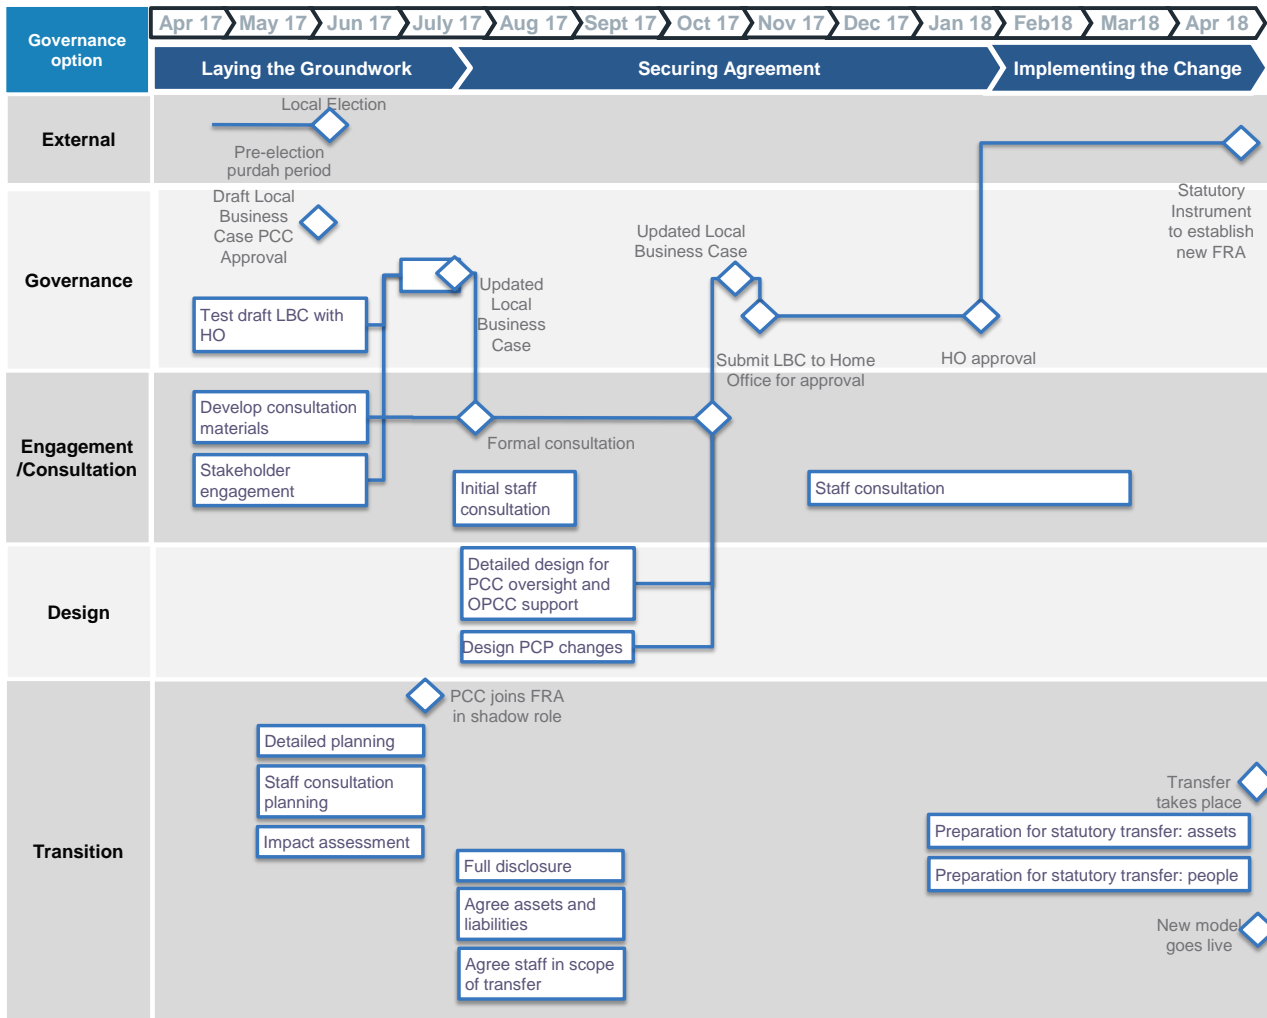 Governance
option
Apr 17
May 17
Jun 17
July 17
Aug 17
Sept 17
Oct 17
Nov 17
Dec 17
Jan 18
Feb18
Mar18
Apr 18
Laying the Groundwork
Securing Agreement
Implementing the Change
External
Local Election
Pre-election
purdah period
Statutory
Instrument
to establish
new FRA
Governance
Draft Local
Business
Case PCC
Approval
Updated Local
Business Case
Updated
Local
Business
Case
Test draft LBC with
HO
Submit LBC to Home
Office for approval
HO approval
Engagement
/Consultation
Develop consultation
materials
Formal consultation
Stakeholder
engagement
Initial staff
consultation
Staff consultation
Design
Detailed design for
PCC oversight and
OPCC support
Design PCP changes
Transition
PCC joins FRA
in shadow role
Detailed planning
Staff consultation
planning
Impact assessment
Full disclosure
Agree assets and
liabilities
Agree staff in scope
of transfer
Transfer
takes place
Preparation for statutory transfer: assets
Preparation for statutory transfer: people
New model
goes live